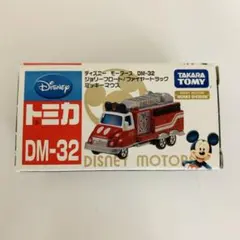 Disney
ディズニー モータース DM-32
ジョリーフロート/ファイヤートラック
ミッキーマウス
TAKARA
TOMY
トミカ
DM-32
DISNEY MOTORS